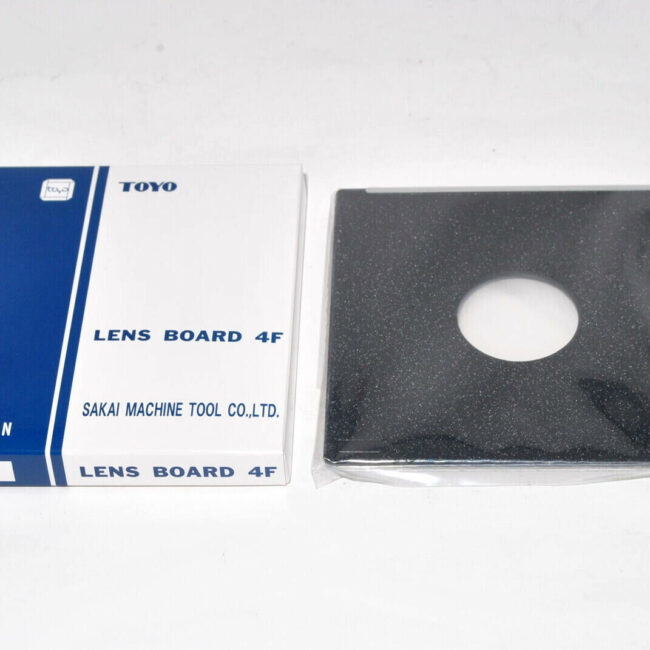 TOYO
TOYO
LENS BOARD 4F
SAKAI MACHINE TOOL CO.,LTD.
N
LENS BOARD 4F